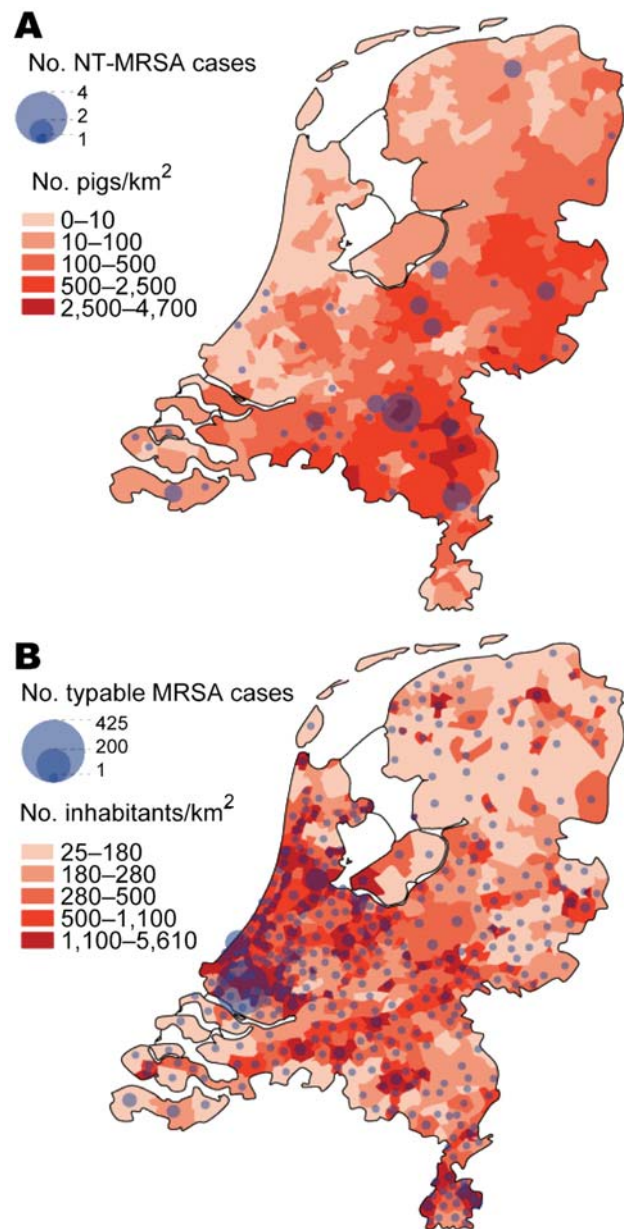 A
No. NT-MRSA cases
4
2
1
No. pigs/km²
0–10
10–100
100–500
500–2,500
2,500–4,700
B
No. typable MRSA cases
425
200
1
No. inhabitants/km²
25–180
180–280
280–500
500–1,100
1,100–5,610